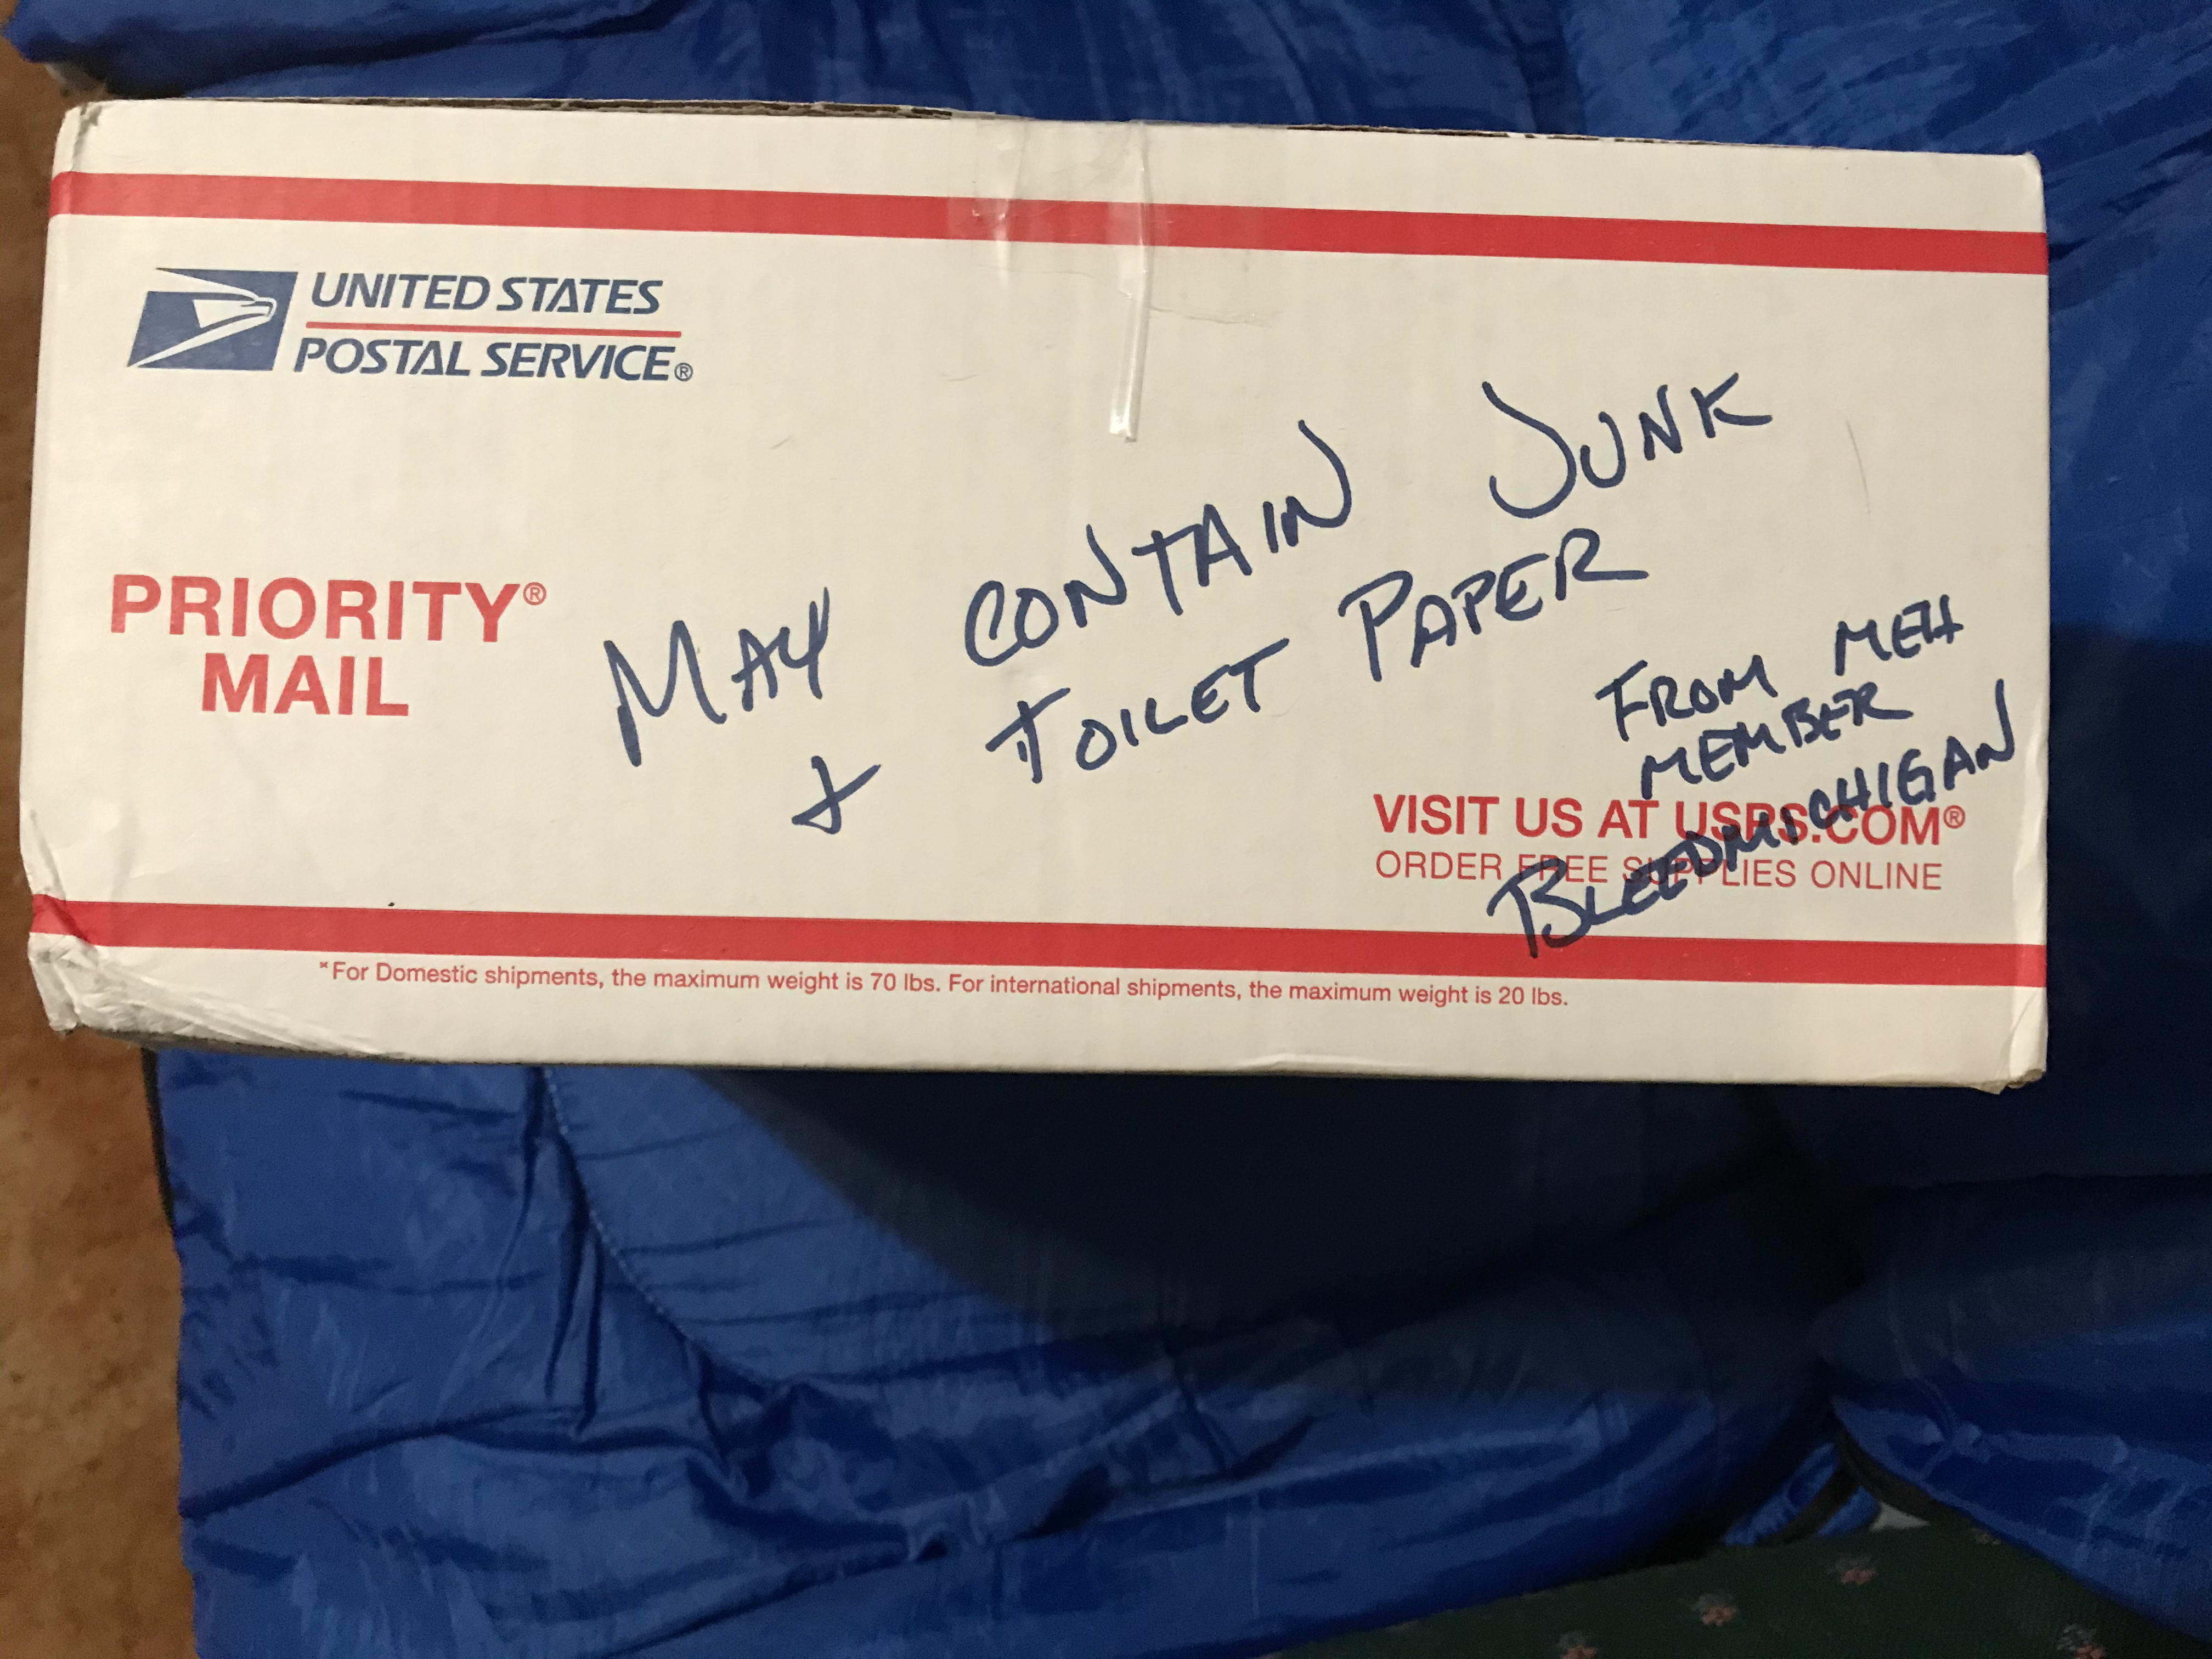 UNITED STATES
POSTAL SERVICE®
PRIORITY®
MAIL
MAY CONTAIN JUNK
& TOILET PAPER
FROM MEH
MEMBER
BLEEDMICHIGAN
VISIT US AT USPS.COM®
ORDER FREE SUPPLIES ONLINE
*For Domestic shipments, the maximum weight is 70 lbs. For international shipments, the maximum weight is 20 lbs.